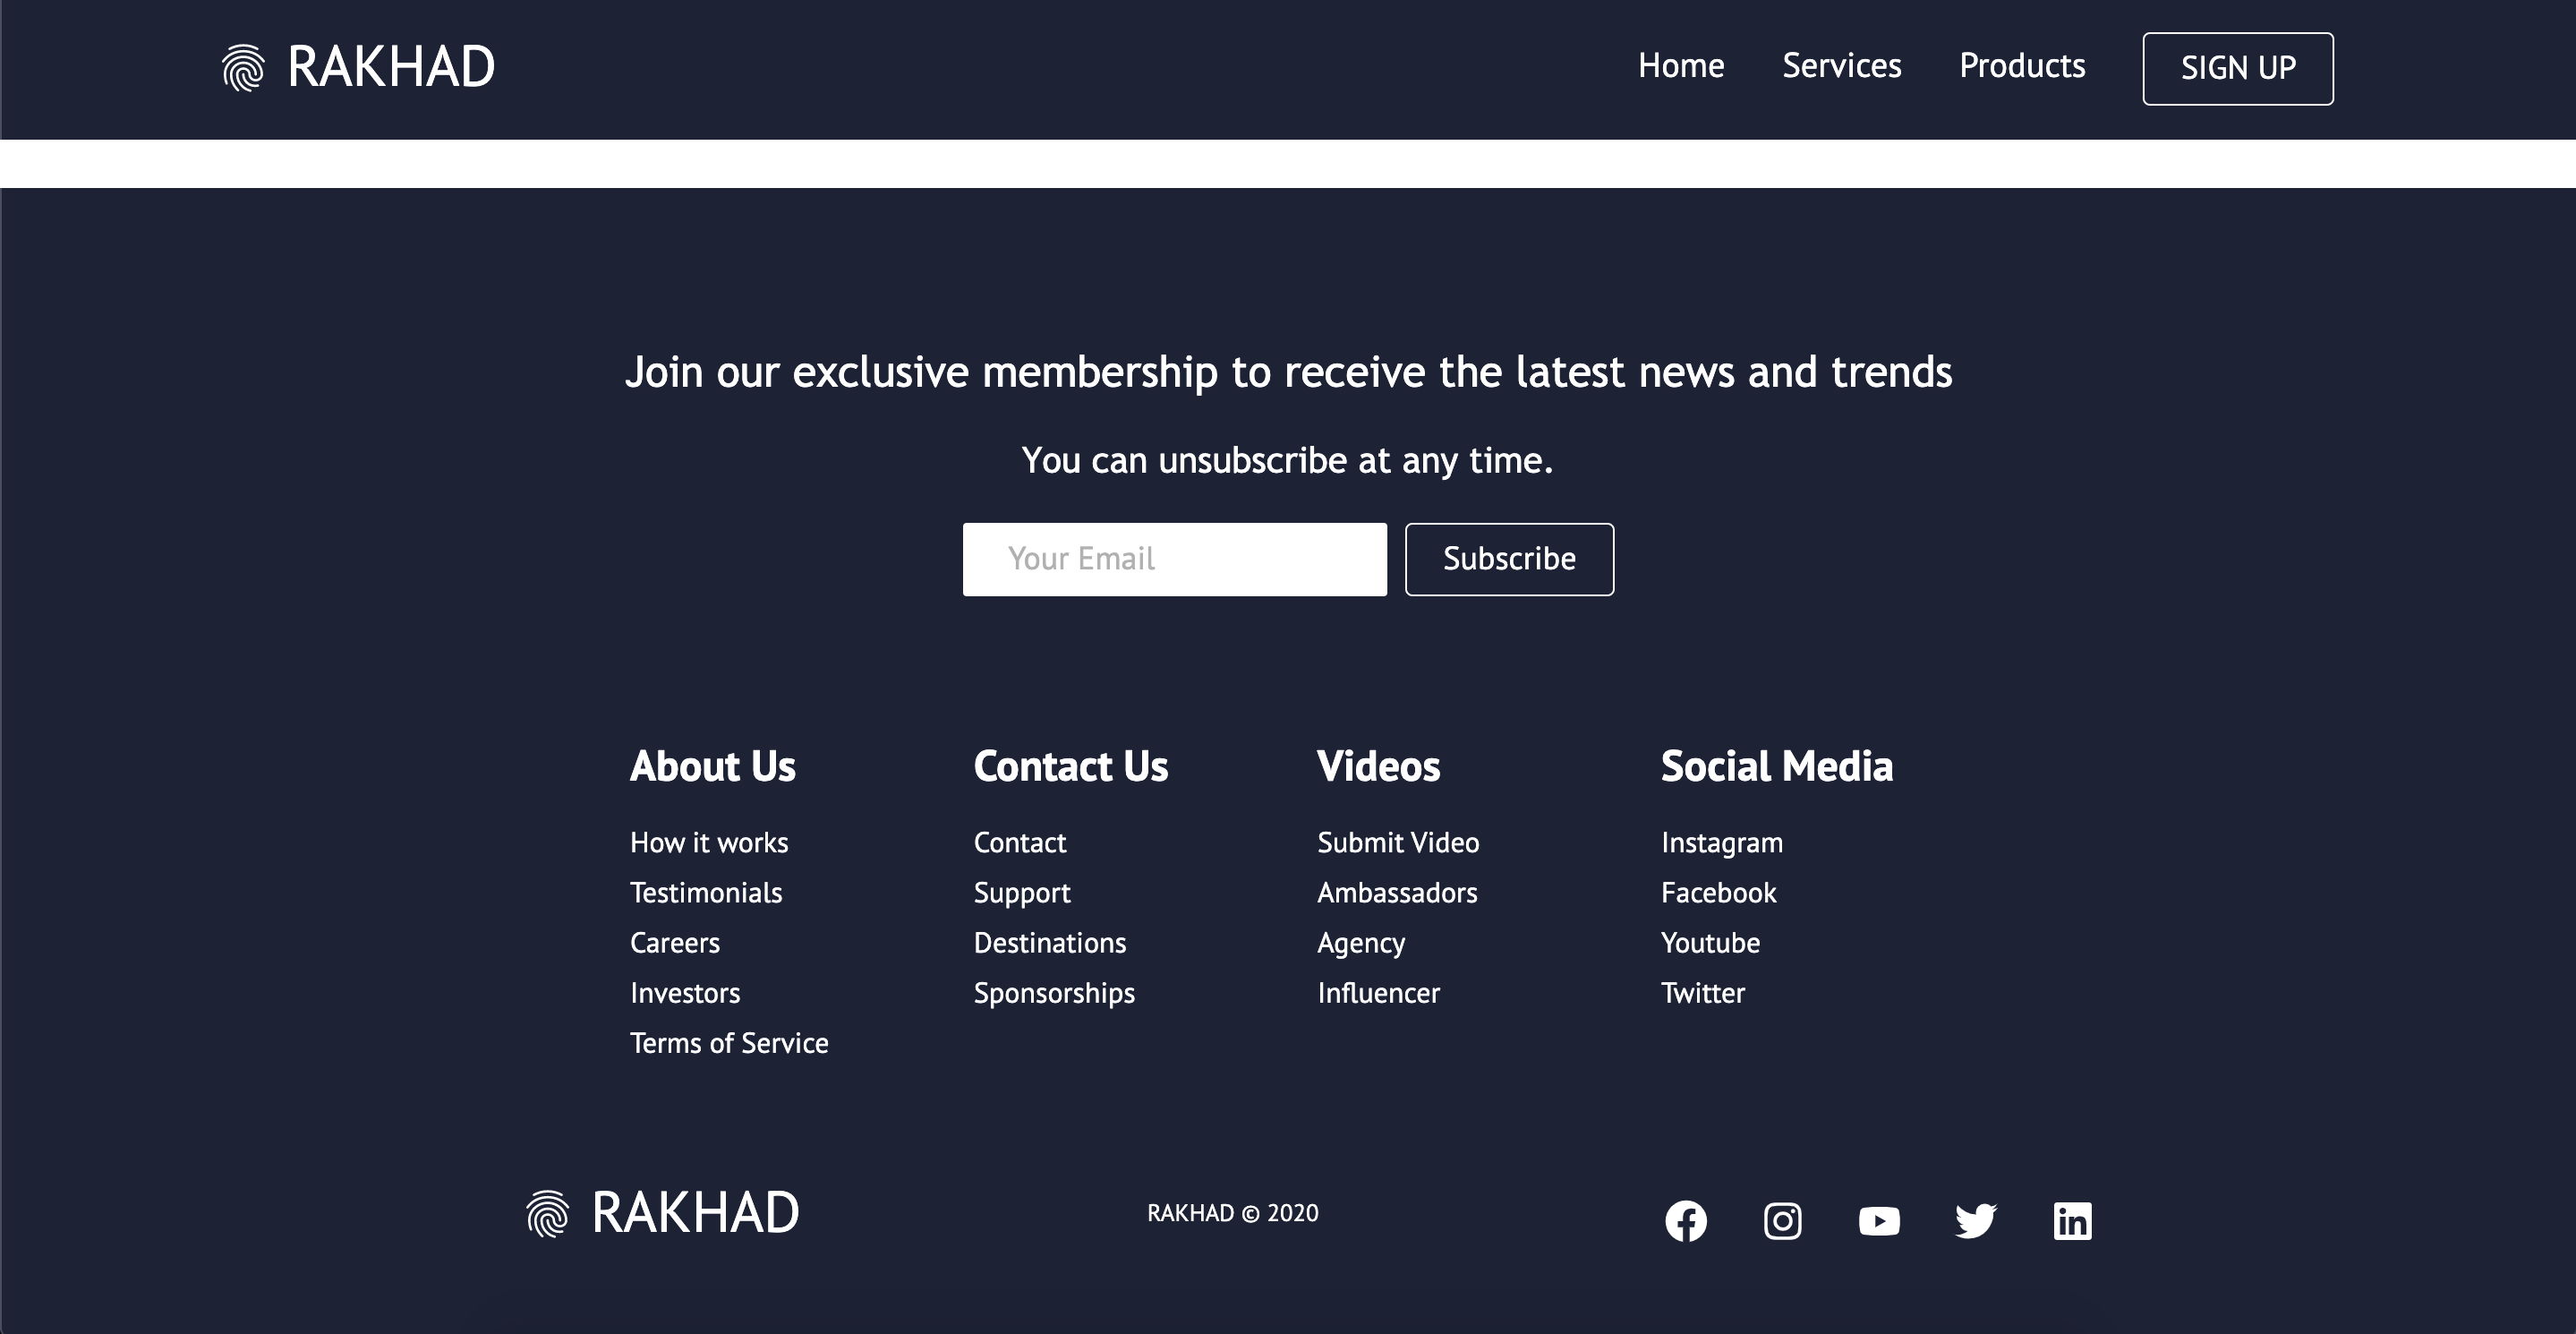 RAKHAD
Home Services Products SIGN UP
Join our exclusive membership to receive the latest news and trends
You can unsubscribe at any time.
Your Email Subscribe
About Us Contact Us Videos Social Media
How it works Contact Submit Video Instagram
Testimonials Support Ambassadors Facebook
Careers Destinations Agency Youtube
Investors Sponsorships Influencer Twitter
Terms of Service
RAKHAD RAKHAD © 2020